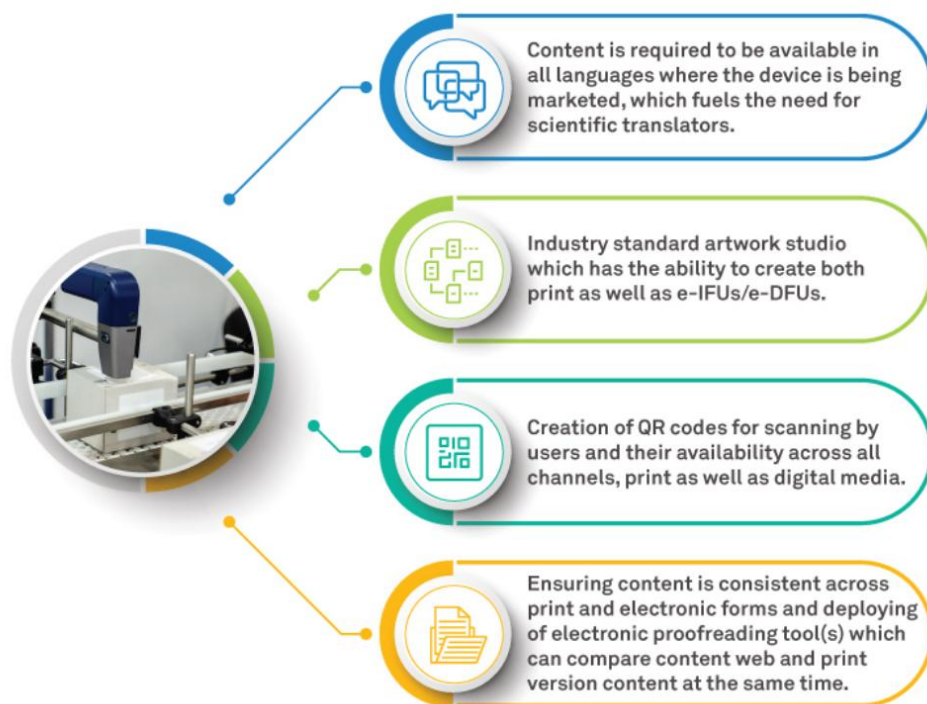 Content is required to be available in
all languages where the device is being
marketed, which fuels the need for
scientific translators.
Industry standard artwork studio
which has the ability to create both
print as well as e-IFUs/e-DFUs.
Creation of QR codes for scanning by
users and their availability across all
channels, print as well as digital media.
Ensuring content is consistent across
print and electronic forms and deploying
of electronic proofreading tool(s) which
can compare content web and print
version content at the same time.